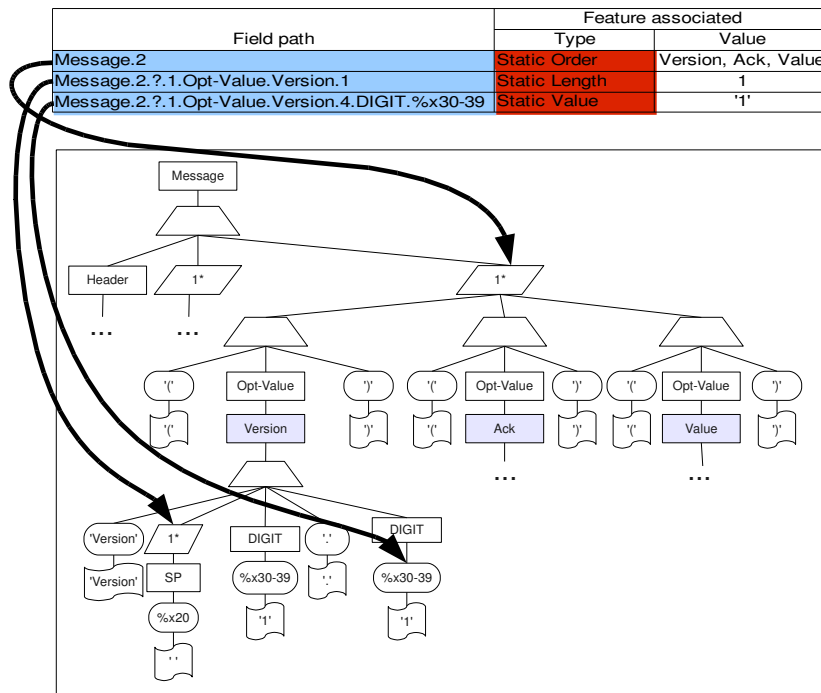 Feature associated
Field path Type Value
Message.2 Static Order Version, Ack, Value
Message.2.?.1.Opt-Value.Version.1 Static Length 1
Message.2.?.1.Opt-Value.Version.4.DIGIT.%x30-39 Static Value '1'
Message
Header 1* 1*
... ...
'(' Opt-Value ')' '(' Opt-Value ')' '(' Opt-Value ')'
'(' Version ')' '(' Ack ')' '(' Value ')'
... ...
'Version' 1* DIGIT '.' DIGIT
'Version' SP %x30-39 '.' %x30-39
%x20 '1' '1'
' '